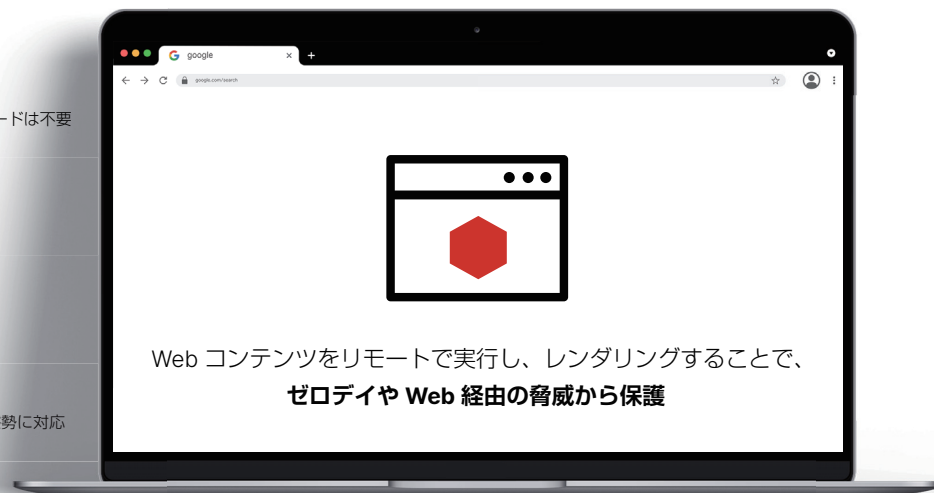 google
google.com/search
ードは不要
Web コンテンツをリモートで実行し、レンダリングすることで、
ゼロデイや Web 経由の脅威から保護
勢に対応